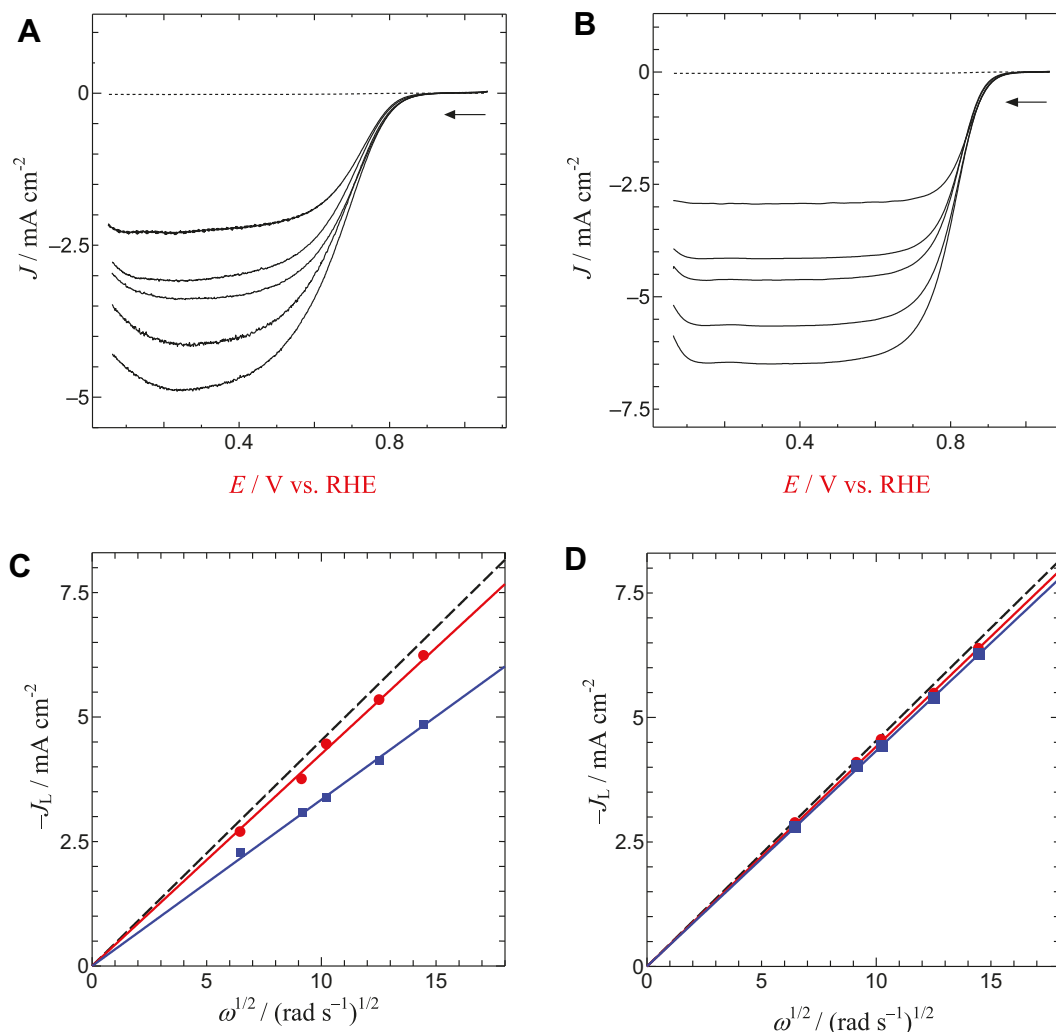 A
0
−2.5
−5
J / mA cm-2
0.4
0.8
E / V vs. RHE
B
0
−2.5
−5
−7.5
J / mA cm-2
0.4
0.8
E / V vs. RHE
C
7.5
5
2.5
0
−JL / mA cm-2
0
5
10
15
ω1/2 / (rad s−1)1/2
D
7.5
5
2.5
0
−JL / mA cm-2
0
5
10
15
ω1/2 / (rad s−1)1/2